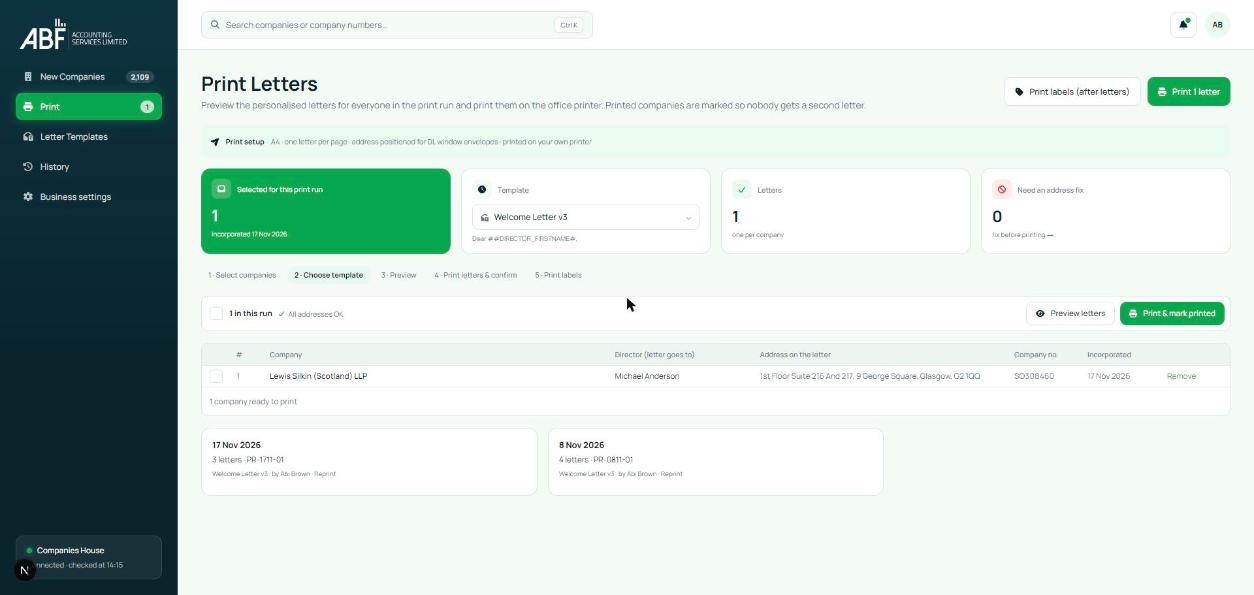 ABF ACCOUNTING SERVICES LIMITED
Search companies or company numbers...
Ctrl K
AB
New Companies 2,109
Print 1
Letter Templates
History
Business settings
Print Letters
Preview the personalised letters for everyone in the print run and print them on the office printer. Printed companies are marked so nobody gets a second letter.
Print labels (after letters)
Print 1 letter
Print setup A4 · one letter per page · address positioned for DL window envelopes · printed on your own printer
Selected for this print run
1
incorporated 17 Nov 2026
Template
Welcome Letter v3
Dear ##DIRECTOR_FIRSTNAME#,
Letters
1
one per company
Need an address fix
0
fix before printing →
1 · Select companies 2 · Choose template 3 · Preview 4 · Print letters & confirm 5 · Print labels
1 in this run ✓ All addresses OK
Preview letters
Print & mark printed
# Company Director (letter goes to) Address on the letter Company no. Incorporated
1 Lewis Silkin (Scotland) LLP Michael Anderson 1st Floor Suite 216 And 217, 9 George Square, Glasgow, G2 1QQ SO308460 17 Nov 2026 Remove
1 company ready to print
17 Nov 2026
3 letters · PR-1711-01
Welcome Letter v3 · by Abi Brown · Reprint
8 Nov 2026
4 letters · PR-0811-01
Welcome Letter v3 · by Abi Brown · Reprint
Companies House
nnected · checked at 14:15
N